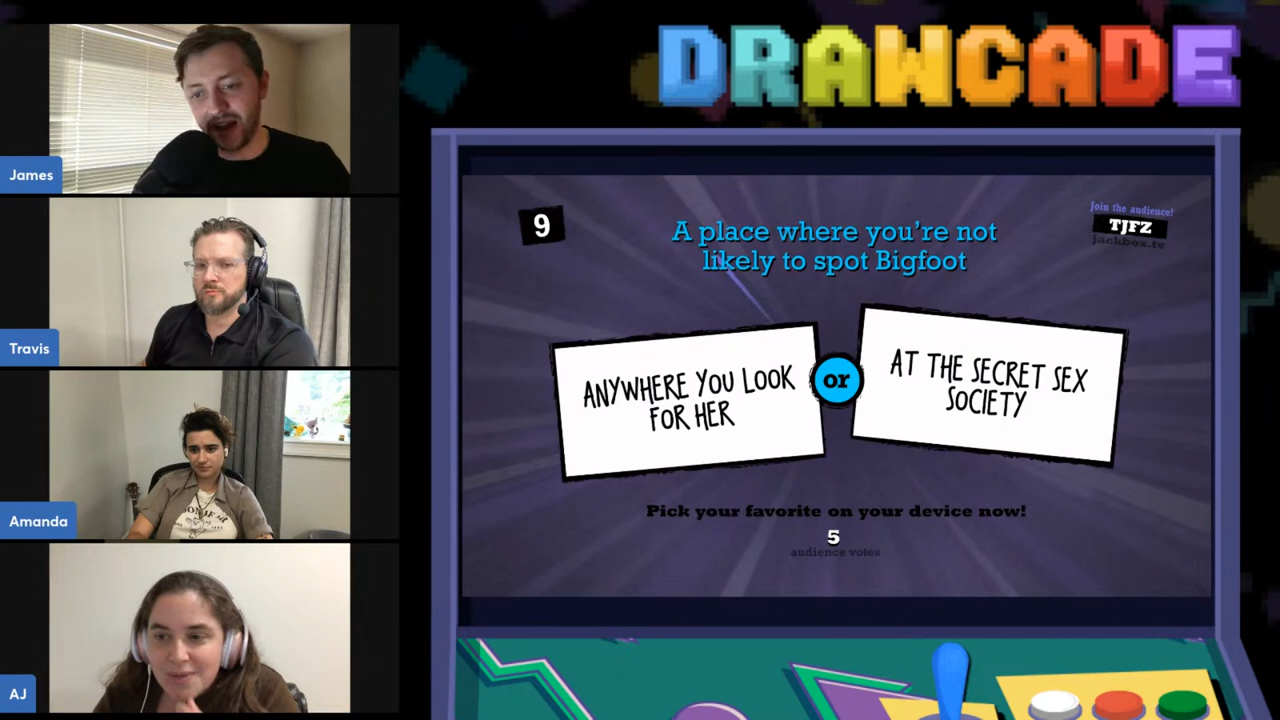 James
Travis
Amanda
AJ
DRAWCADE
9
A place where you're not
likely to spot Bigfoot
Join the audience!
TJFZ
jackbox.tv
ANYWHERE YOU LOOK
FOR HER
or
AT THE SECRET SEX
SOCIETY
Pick your favorite on your device now!
5
audience votes